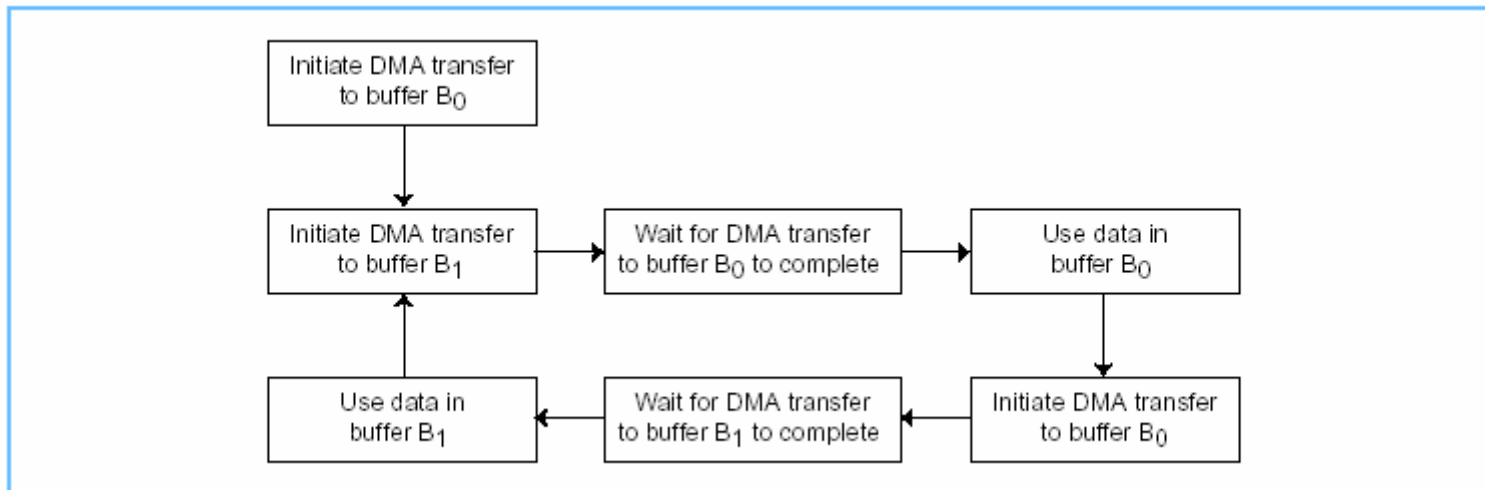 Initiate DMA transfer
to buffer B0
Initiate DMA transfer
to buffer B1
Wait for DMA transfer
to buffer B0 to complete
Use data in
buffer B0
Use data in
buffer B1
Wait for DMA transfer
to buffer B1 to complete
Initiate DMA transfer
to buffer B0